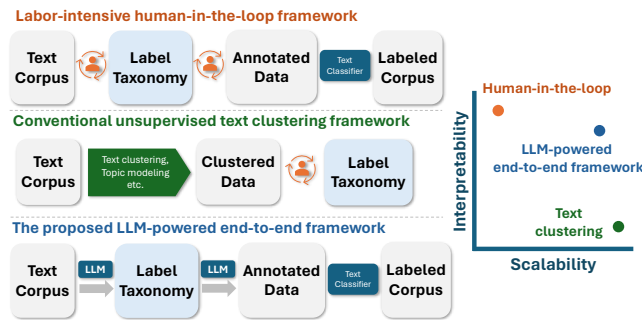 Labor-intensive human-in-the-loop framework
Text
Corpus
Label
Taxonomy
Annotated
Data
Text
Classifier
Labeled
Corpus
Conventional unsupervised text clustering framework
Text
Corpus
Text clustering,
Topic modeling
etc.
Clustered
Data
Label
Taxonomy
The proposed LLM-powered end-to-end framework
Text
Corpus
LLM
Label
Taxonomy
LLM
Annotated
Data
Text
Classifier
Labeled
Corpus
Interpretability
Human-in-the-loop
LLM-powered
end-to-end framework
Text
clustering
Scalability